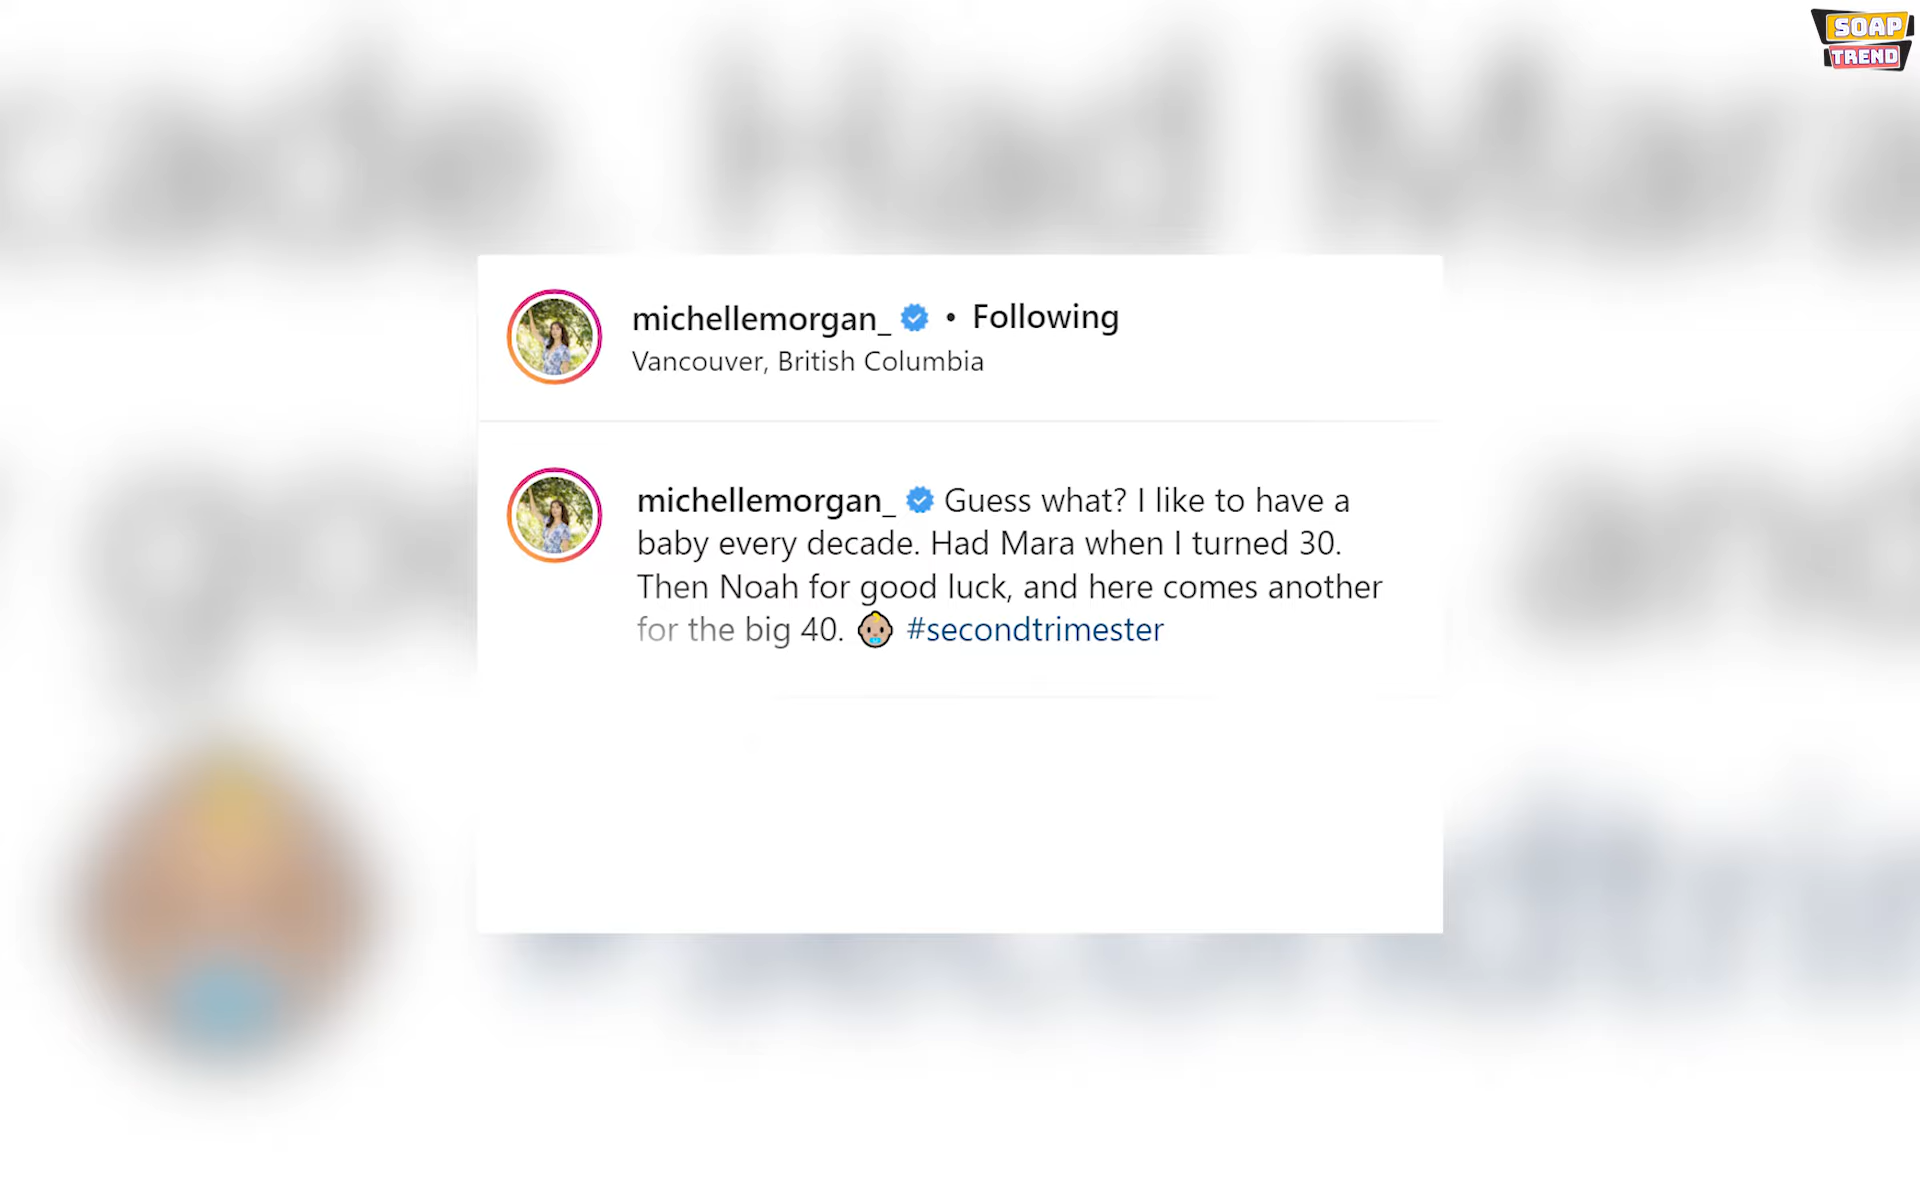 SOAP
TREND
michellemorgan_ • Following
Vancouver, British Columbia
michellemorgan_ Guess what? I like to have a
baby every decade. Had Mara when I turned 30.
Then Noah for good luck, and here comes another
for the big 40. #secondtrimester